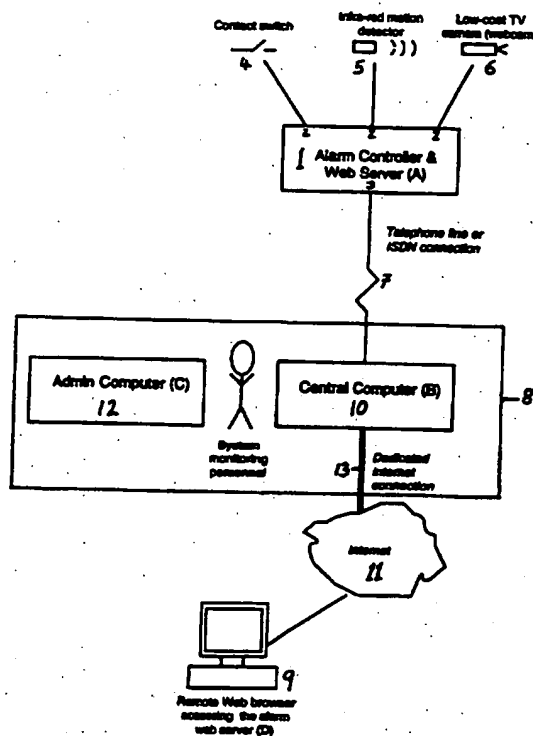 Contact switch
4
Infra-red motion
detector
5
Low-cost TV
camera (webcam
6
2 2 2
1 Alarm Controller &
Web Server (A)
3
Telephone line or
ISDN connection
7
8
Admin Computer (C)
12
System
monitoring
personnel
Central Computer (B)
10
13
Dedicated
internet
connection
Internet
11
9
Remote Web browser
accessing the alarm
web server (D)